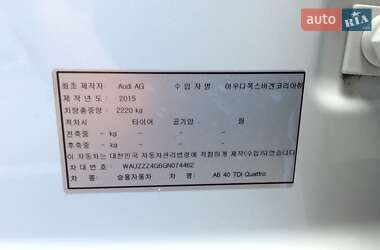 auto RIA.com
최초 제작자: Audi AG 수 입 자 명 : 아우디폭스바겐코리아㈜
제 작 년 도 : 2015
차량총중량 : 2220 kg
적차시 타이어 공기압 . 림
전축중 - kg
후축중 - kg
이 자동차는 대한민국 자동차관리법령에 적합하게 제작(수입)되었습니다
차 대 번 호 : WAUZZZ4G6GN074462
차 종: 승용자동차 차 명: A6 40 TDI Quattro